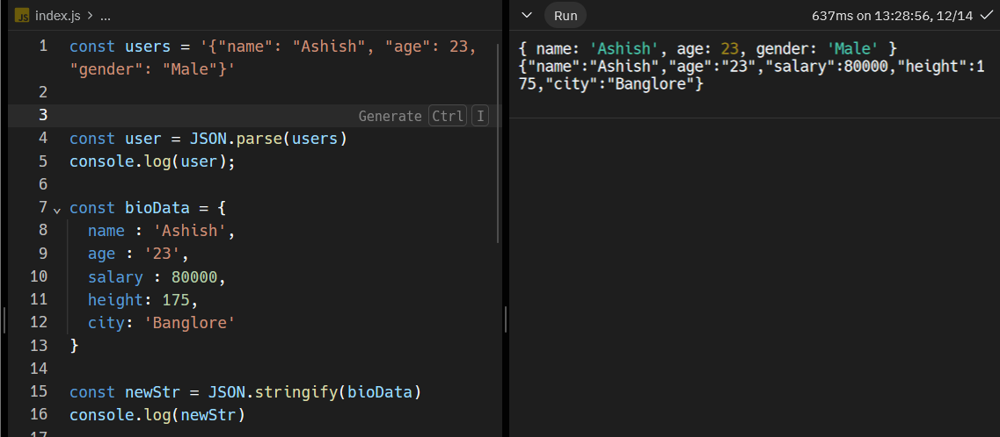 JS index.js > ...
1 const users = '{"name": "Ashish", "age": 23,
"gender": "Male"}'
2
3 Generate Ctrl I
4 const user = JSON.parse(users)
5 console.log(user);
6
7 const bioData = {
8 name : 'Ashish',
9 age : '23',
10 salary : 80000,
11 height: 175,
12 city: 'Banglore'
13 }
14
15 const newStr = JSON.stringify(bioData)
16 console.log(newStr)
17
Run 637ms on 13:28:56, 12/14
{ name: 'Ashish', age: 23, gender: 'Male' }
{"name":"Ashish","age":"23","salary":80000,"height":1
75,"city":"Banglore"}